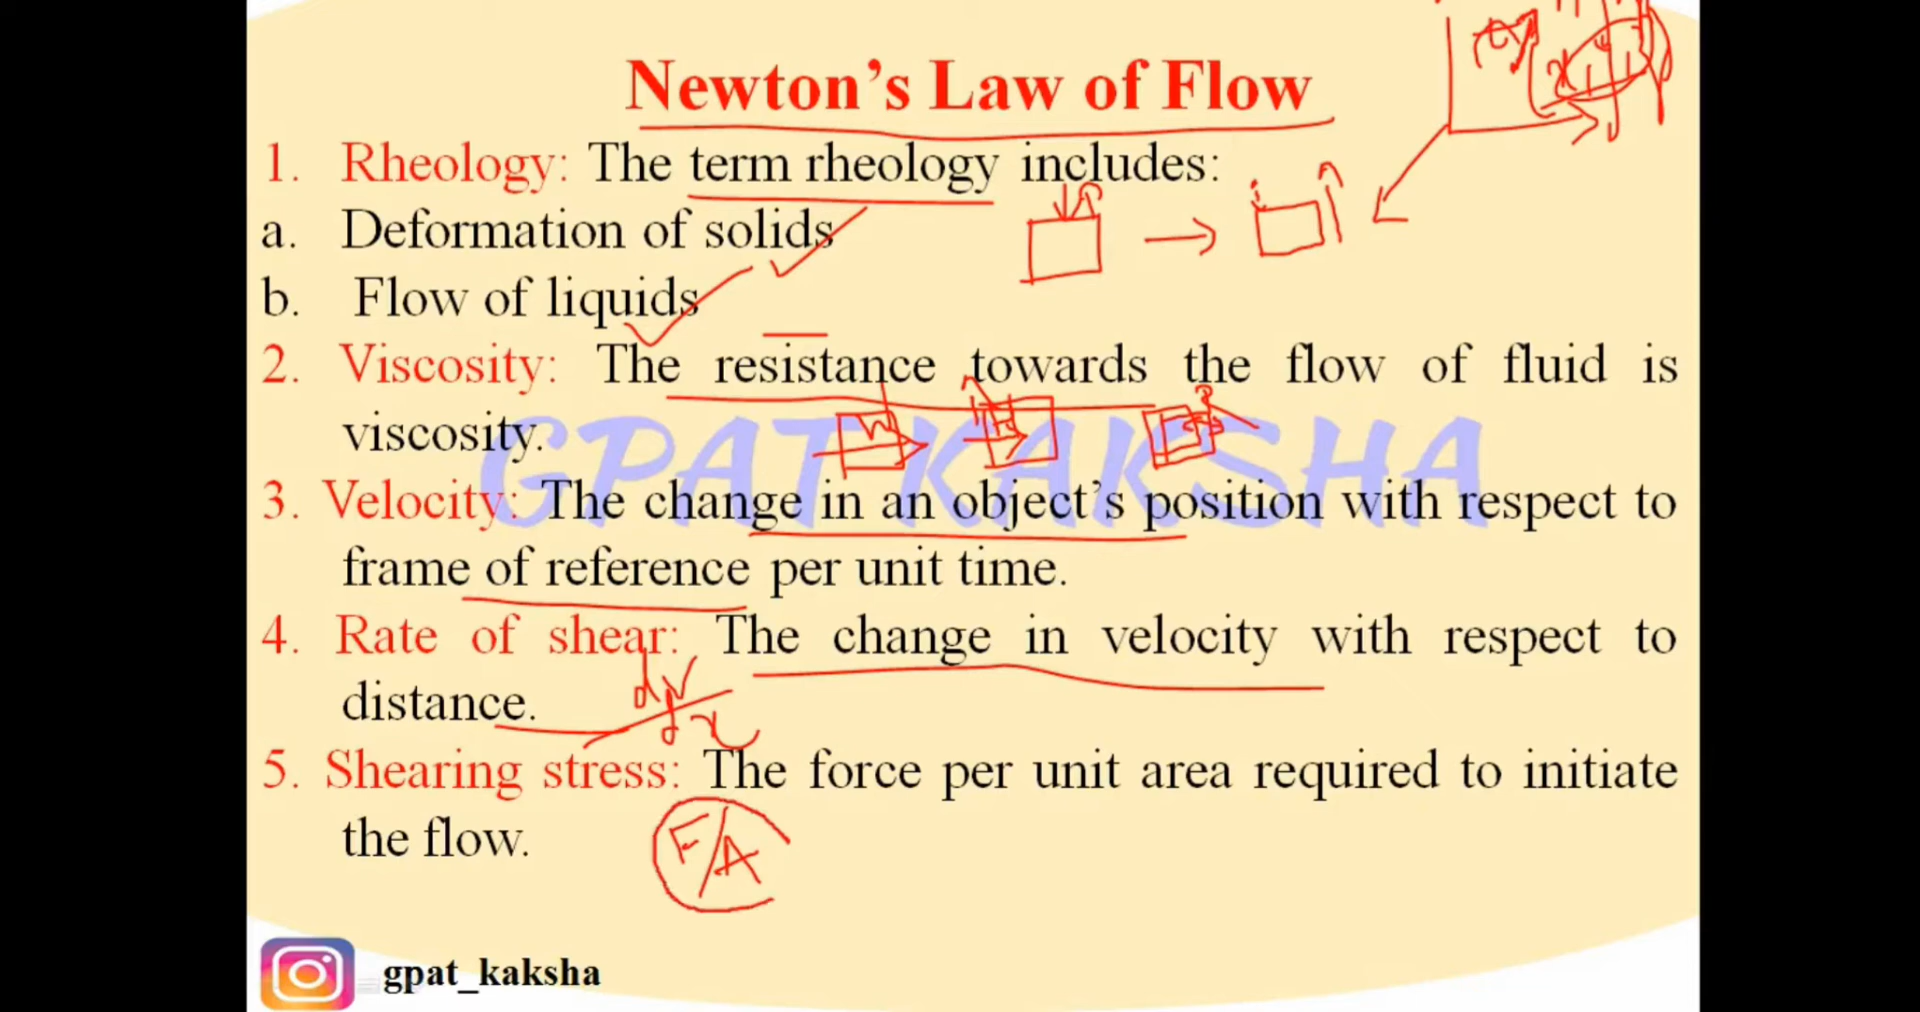 Newton's Law of Flow
1. Rheology: The term rheology includes:
a. Deformation of solids
b. Flow of liquids
2. Viscosity: The resistance towards the flow of fluid is
viscosity.
GPAT KAKSHA
3. Velocity: The change in an object's position with respect to
frame of reference per unit time.
4. Rate of shear: The change in velocity with respect to
distance.
dv
dx
5. Shearing stress: The force per unit area required to initiate
the flow.
F/A
gpat_kaksha